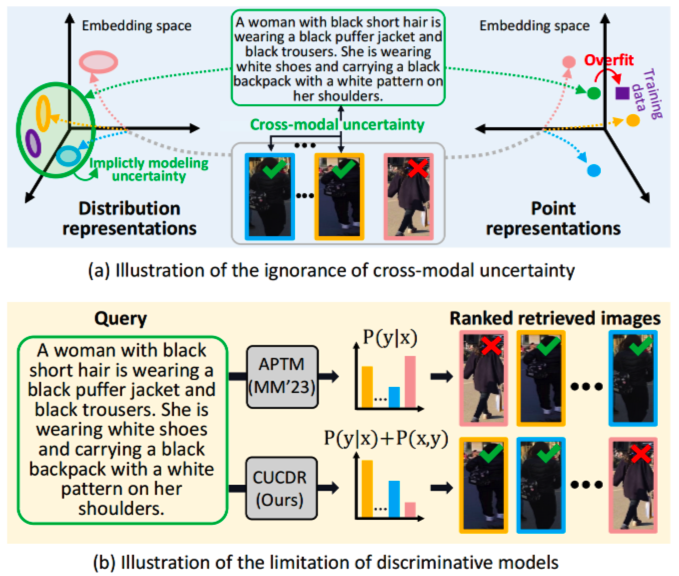 Embedding space
A woman with black short hair is
wearing a black puffer jacket and
black trousers. She is wearing
white shoes and carrying a black
backpack with a white pattern on
her shoulders.
Embedding space
Overfit
Training
data
Cross-modal uncertainty
Implictly modeling
uncertainty
Distribution
representations
Point
representations
(a) Illustration of the ignorance of cross-modal uncertainty
Query
P(y|x)
Ranked retrieved images
A woman with black
short hair is wearing a
black puffer jacket and
black trousers. She is
wearing white shoes
and carrying a black
backpack with a white
pattern on her
shoulders.
APTM
(MM'23)
P(y|x)+P(x,y)
CUCDR
(Ours)
(b) Illustration of the limitation of discriminative models